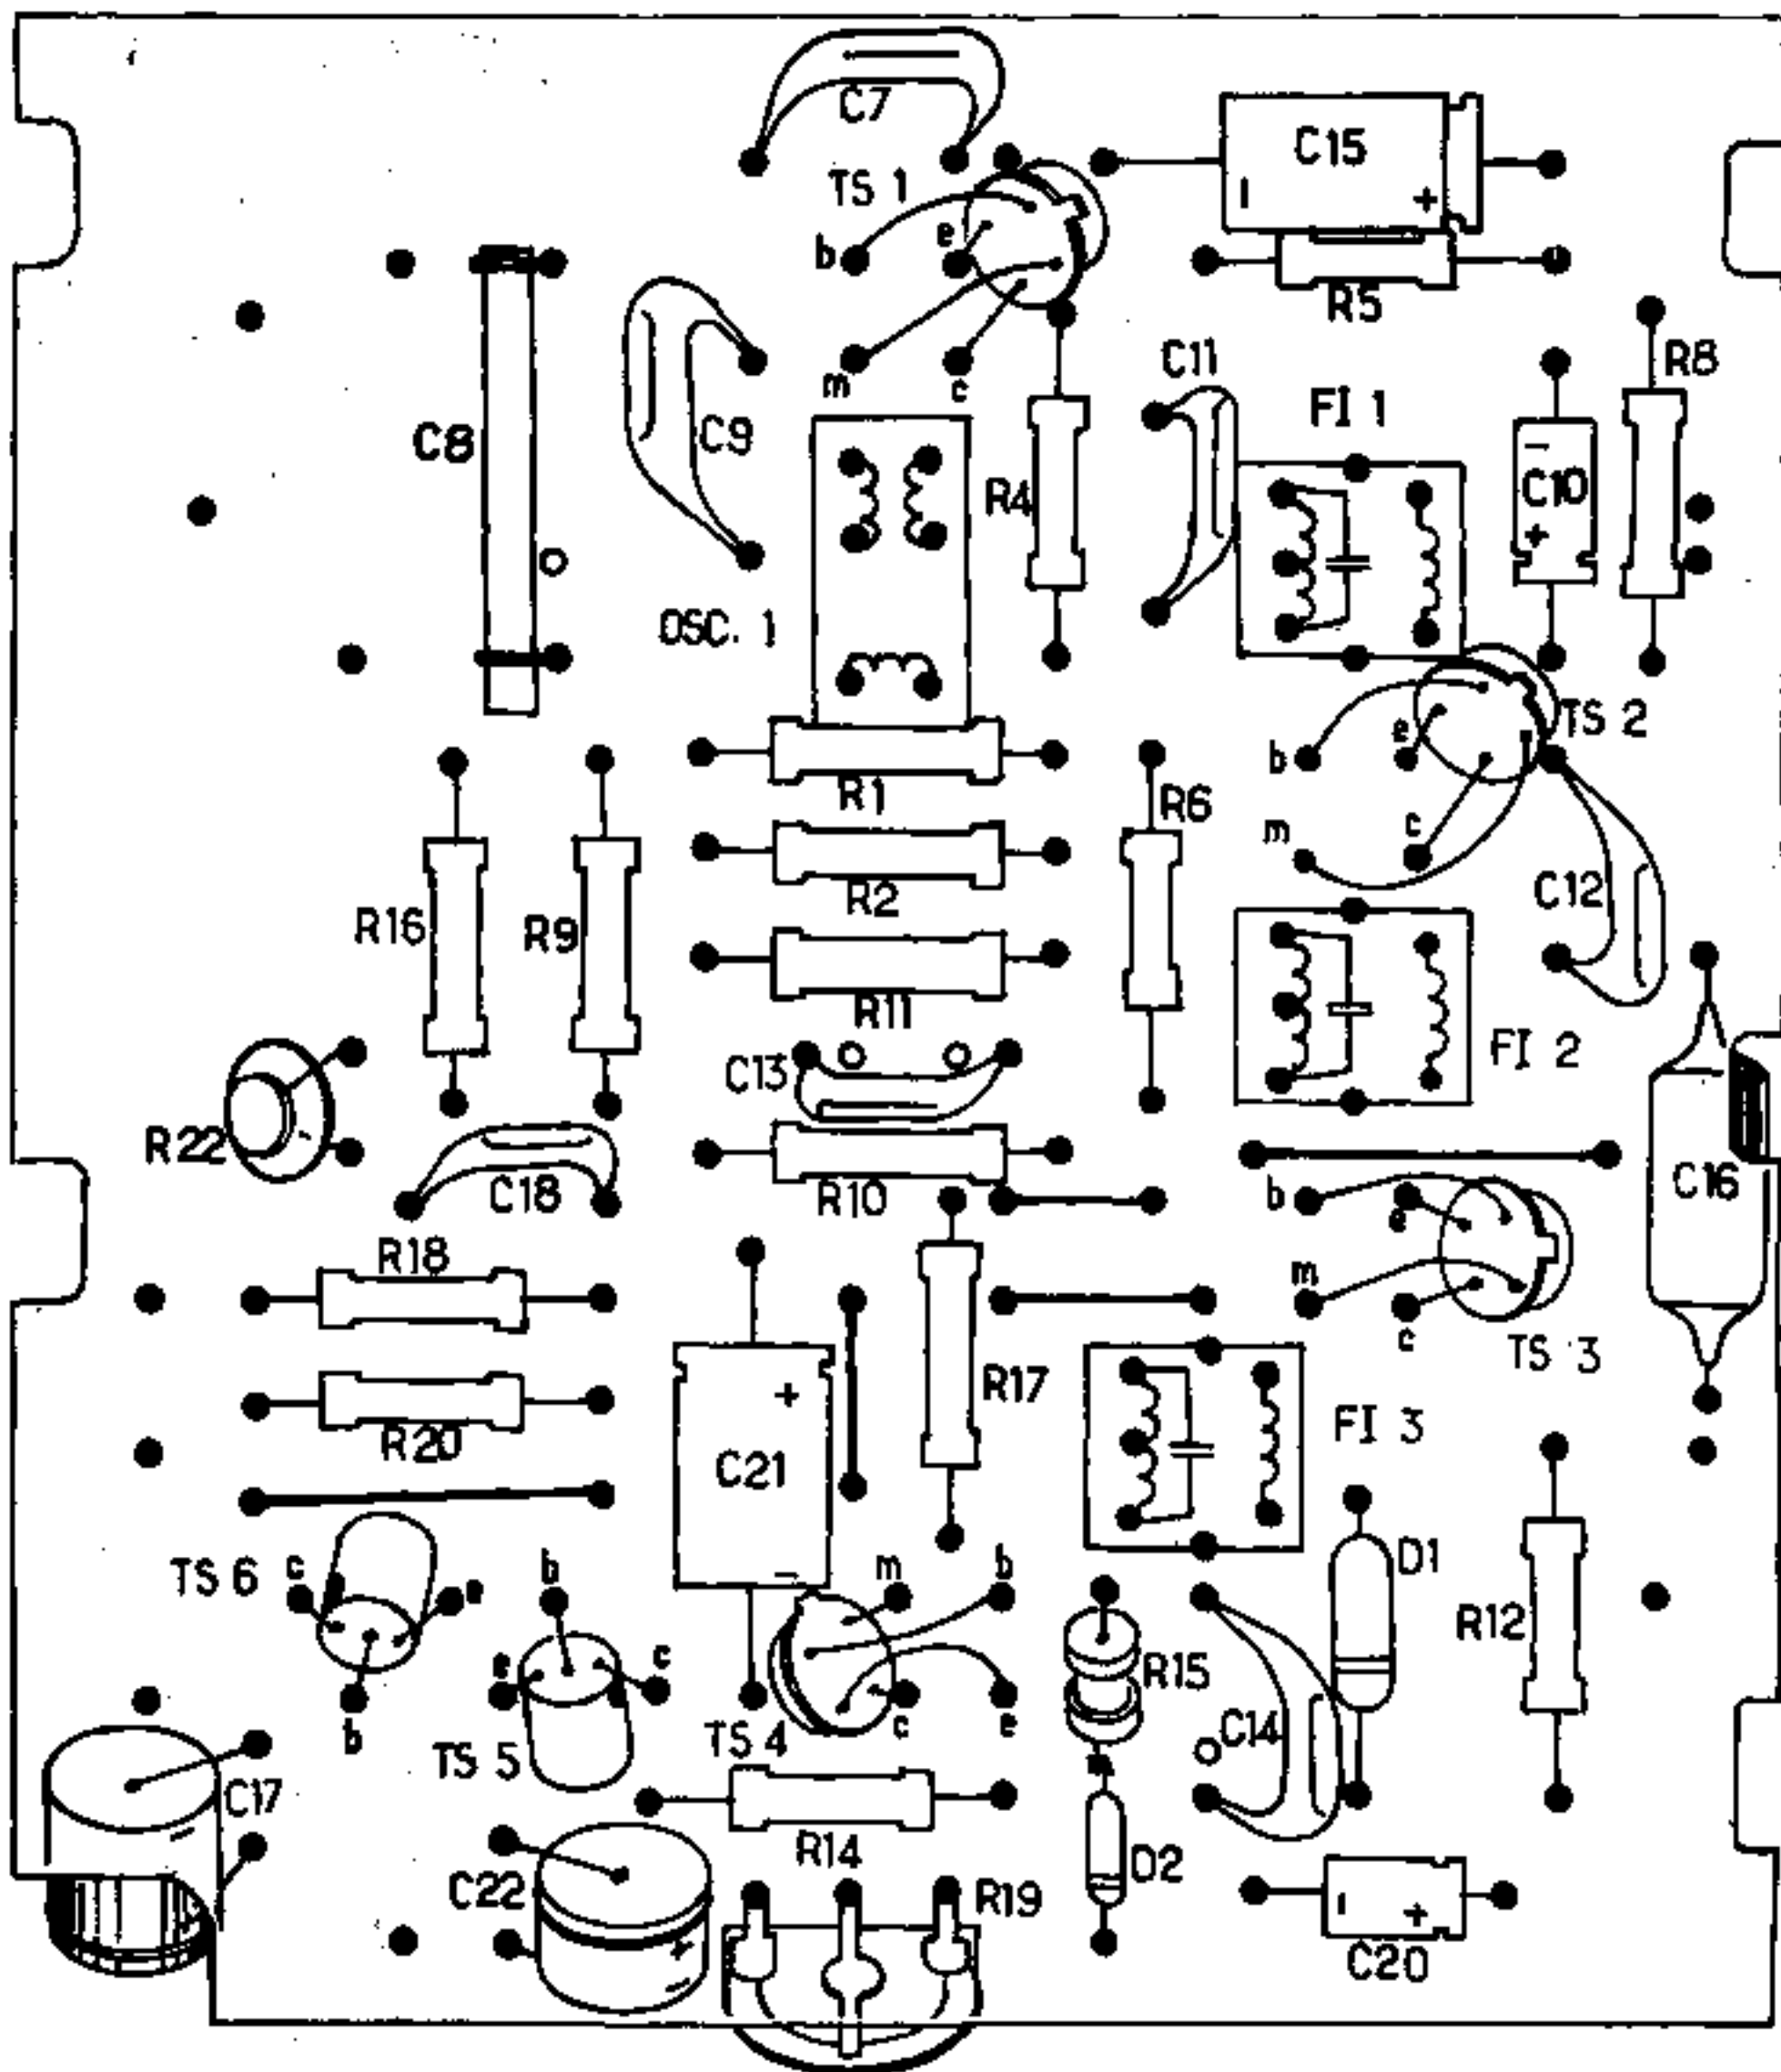 C7
C15
TS 1
b
e
- +
R5
m
c
C11
R8
FI 1
C8
C9
R4
-
C10
+
OSC. 1
TS 2
b
e
R1
R6
m
c
R2
C12
R16
R9
R11
FI 2
C13
R22
C18
R10
b
e
C16
R18
m
c
TS 3
+
R17
FI 3
R20
C21
-
D1
TS 6
c
e
b
m
b
R12
e
c
R15
b
TS 5
TS 4
c
e
C14
C17
-
R14
D2
C22
R19
+
-
- +
C20